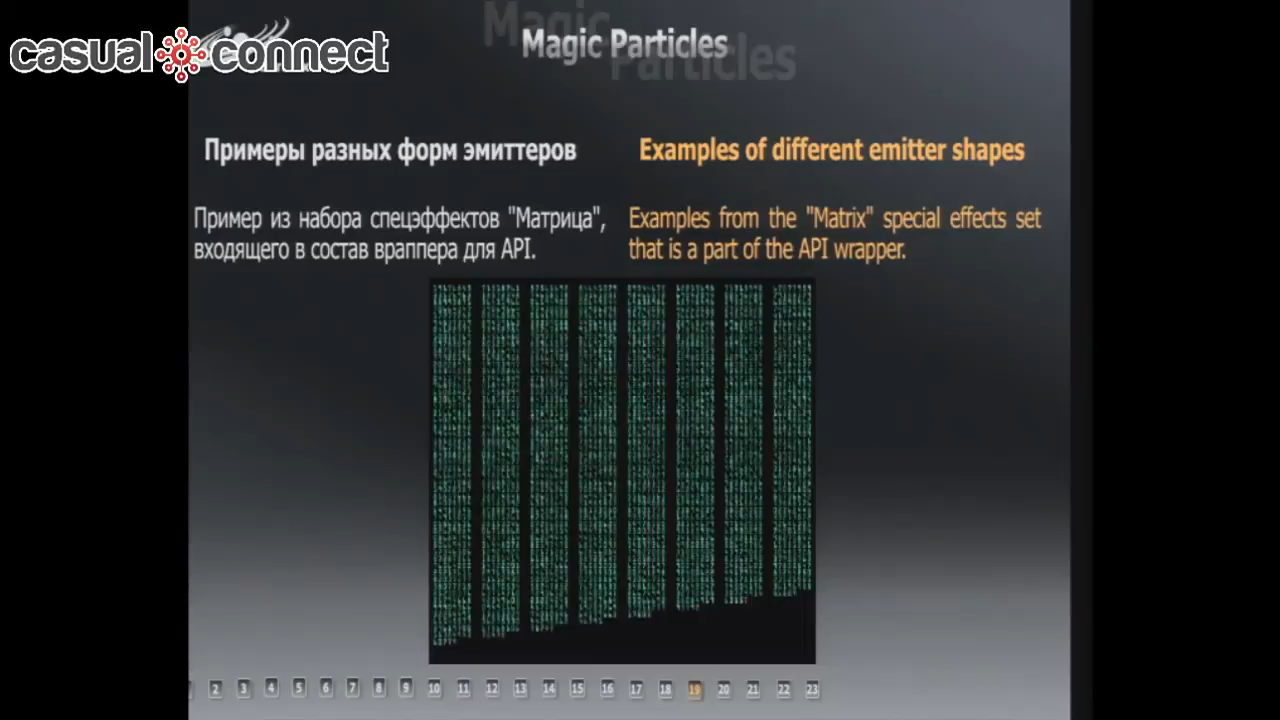 casual connect
Magic Particles
Magic
Particles
Примеры разных форм эмиттеров
Examples of different emitter shapes
Пример из набора спецэффектов "Матрица",
входящего в состав враппера для API.
Examples from the "Matrix" special effects set
that is a part of the API wrapper.
2 3 4 5 6 7 8 9 10 11 12 13 14 15 16 17 18 19 20 21 22 23